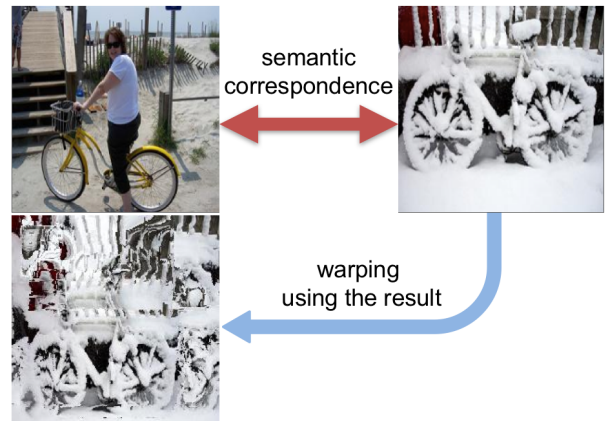 semantic
correspondence
warping
using the result